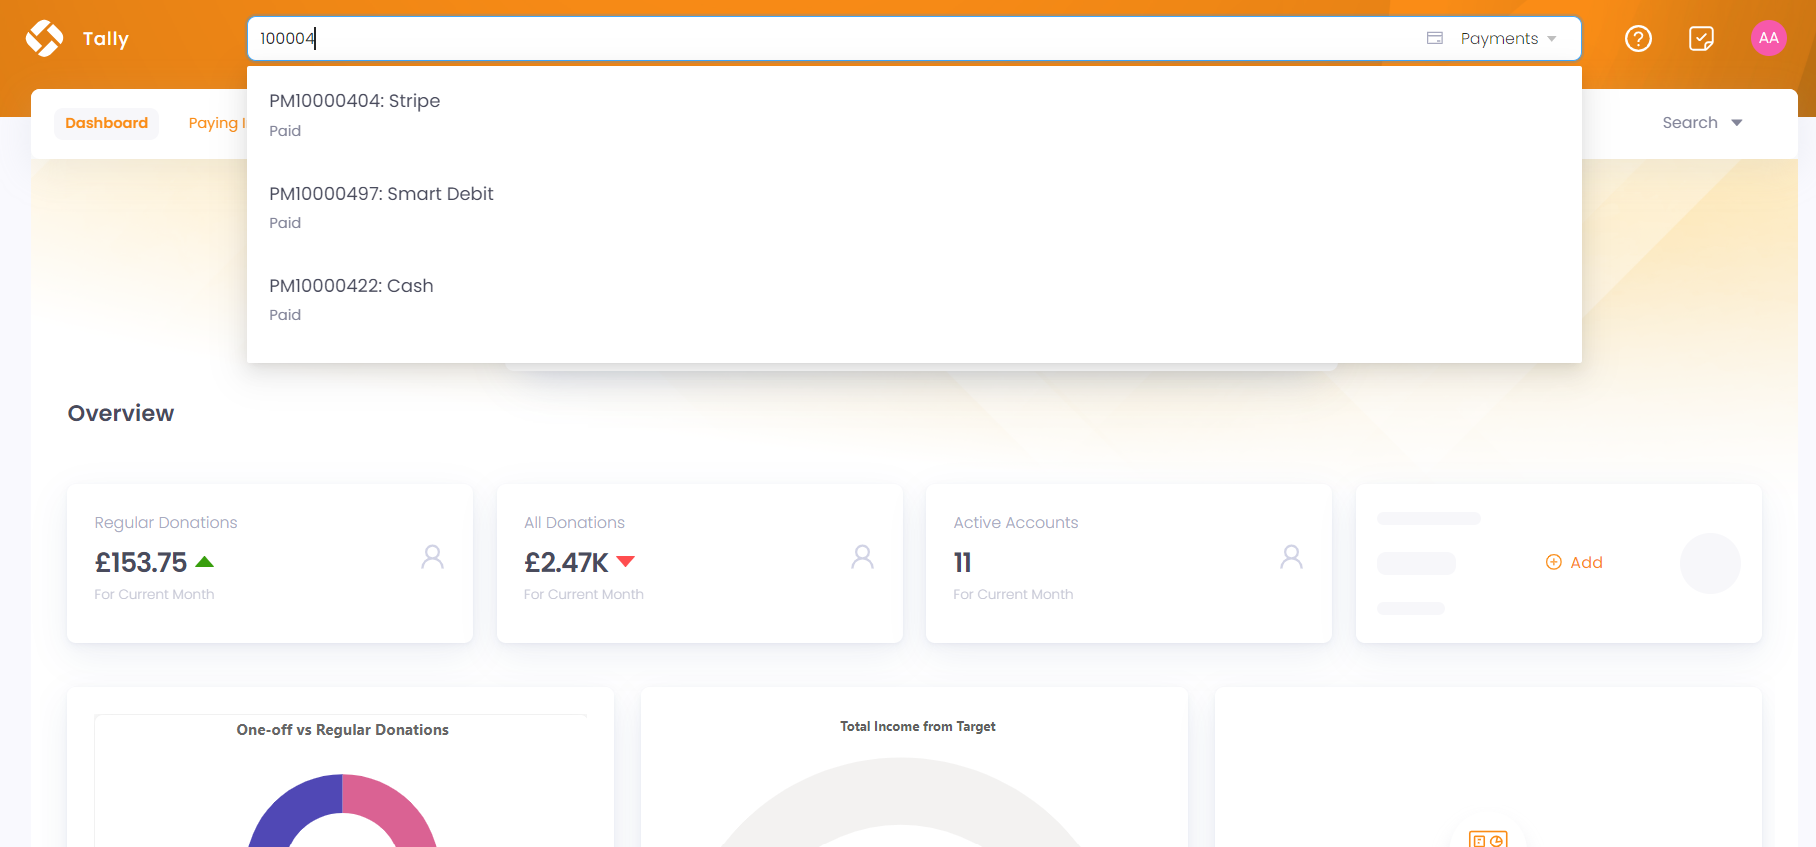 Tally
100004
Payments
AA
PM10000404: Stripe
Paid
PM10000497: Smart Debit
Paid
PM10000422: Cash
Paid
Dashboard
Paying
Search
Overview
Regular Donations
£153.75
For Current Month
All Donations
£2.47K
For Current Month
Active Accounts
11
For Current Month
Add
One-off vs Regular Donations
Total Income from Target